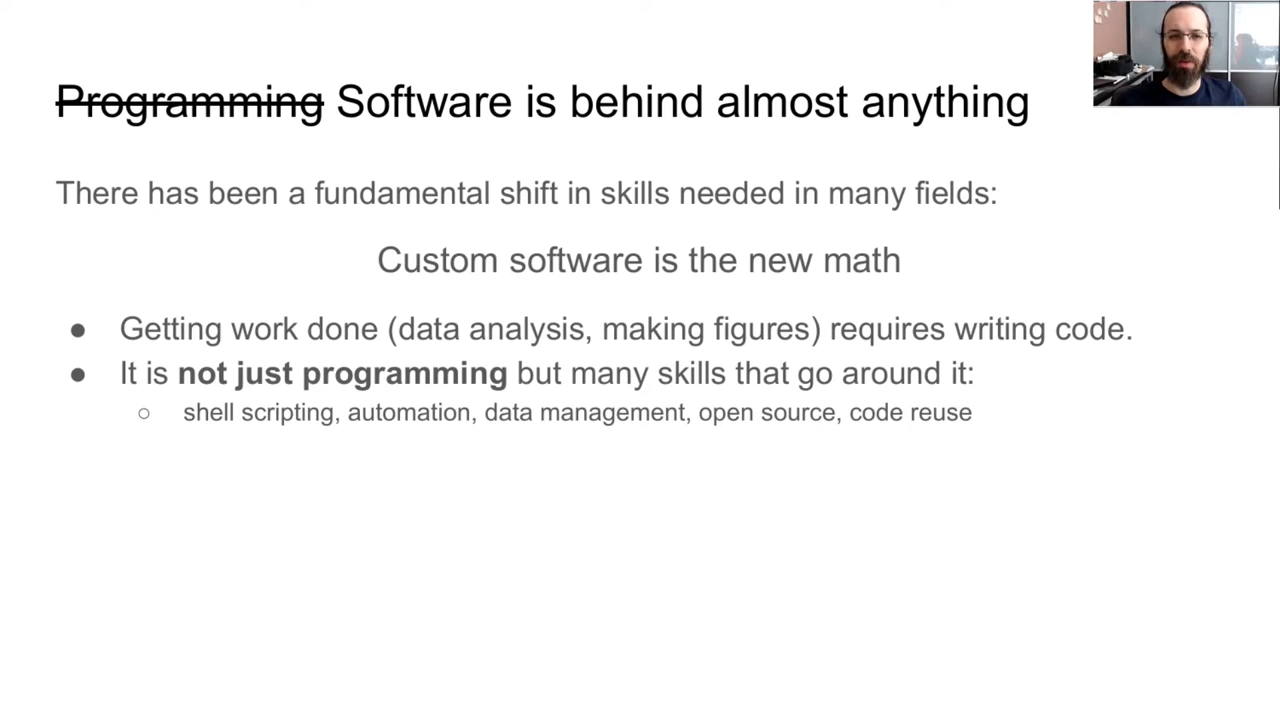 Programming Software is behind almost anything
There has been a fundamental shift in skills needed in many fields:
Custom software is the new math
● Getting work done (data analysis, making figures) requires writing code.
● It is not just programming but many skills that go around it:
○ shell scripting, automation, data management, open source, code reuse